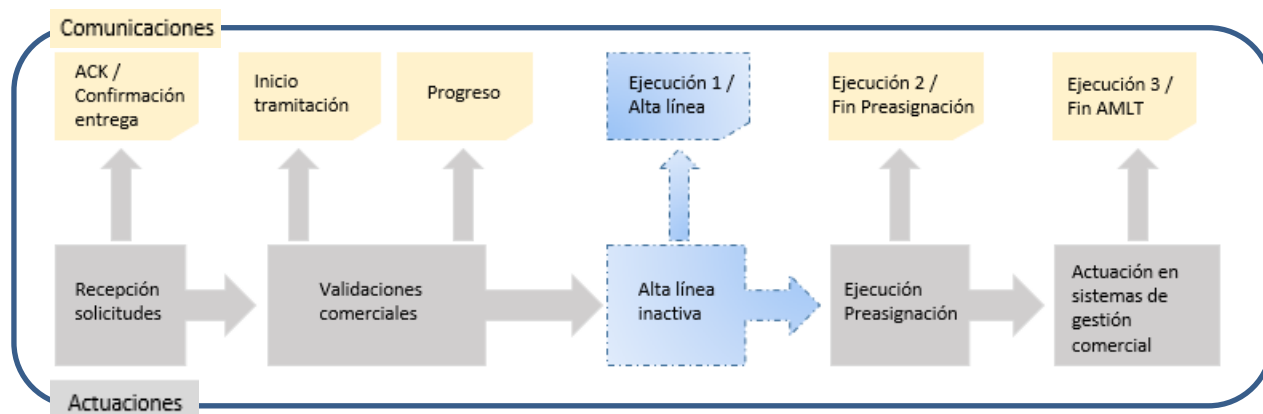 Comunicaciones
ACK /
Confirmación
entrega
Inicio
tramitación
Progreso
Ejecución 1 /
Alta línea
Ejecución 2 /
Fin Preasignación
Ejecución 3 /
Fin AMLT
Recepción
solicitudes
Validaciones
comerciales
Alta línea
inactiva
Ejecución
Preasignación
Actuación en
sistemas de
gestión
comercial
Actuaciones